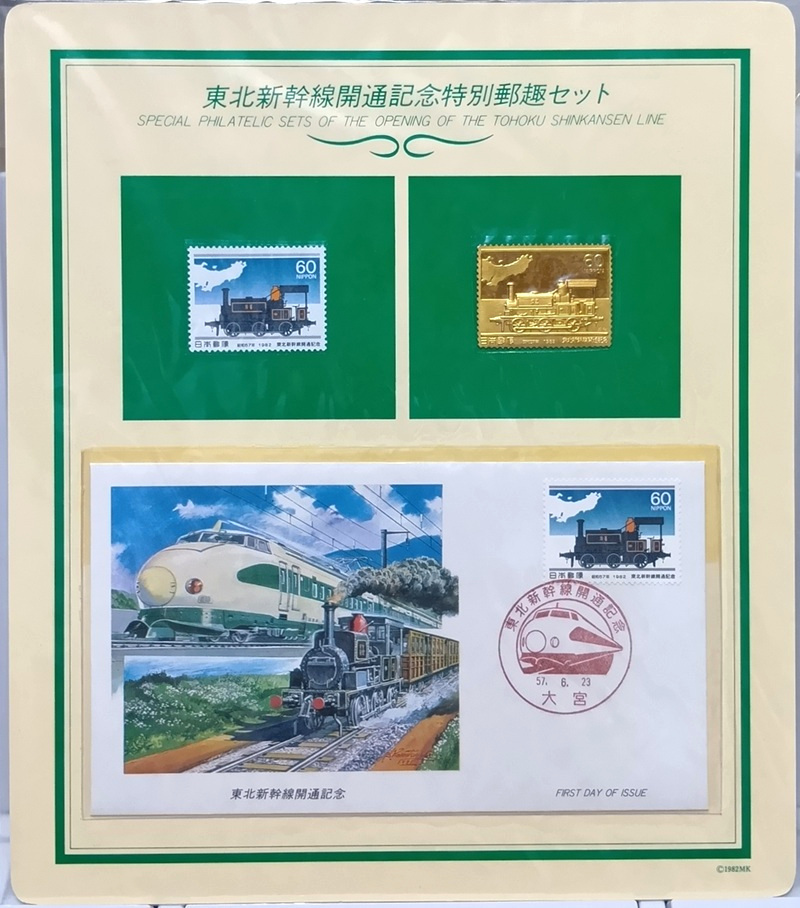 東北新幹線開通記念特別郵趣セット
SPECIAL PHILATELIC SETS OF THE OPENING OF THE TOHOKU SHINKANSEN LINE
60
NIPPON
日本郵便 昭和57年 1982 東北新幹線開通記念
60
NIPPON
日本郵便 1982
60
NIPPON
日本郵便 昭和57年 1982 東北新幹線開通記念
東北新幹線開通記念
57. 6. 23
大宮
東北新幹線開通記念
FIRST DAY OF ISSUE
©1982MK